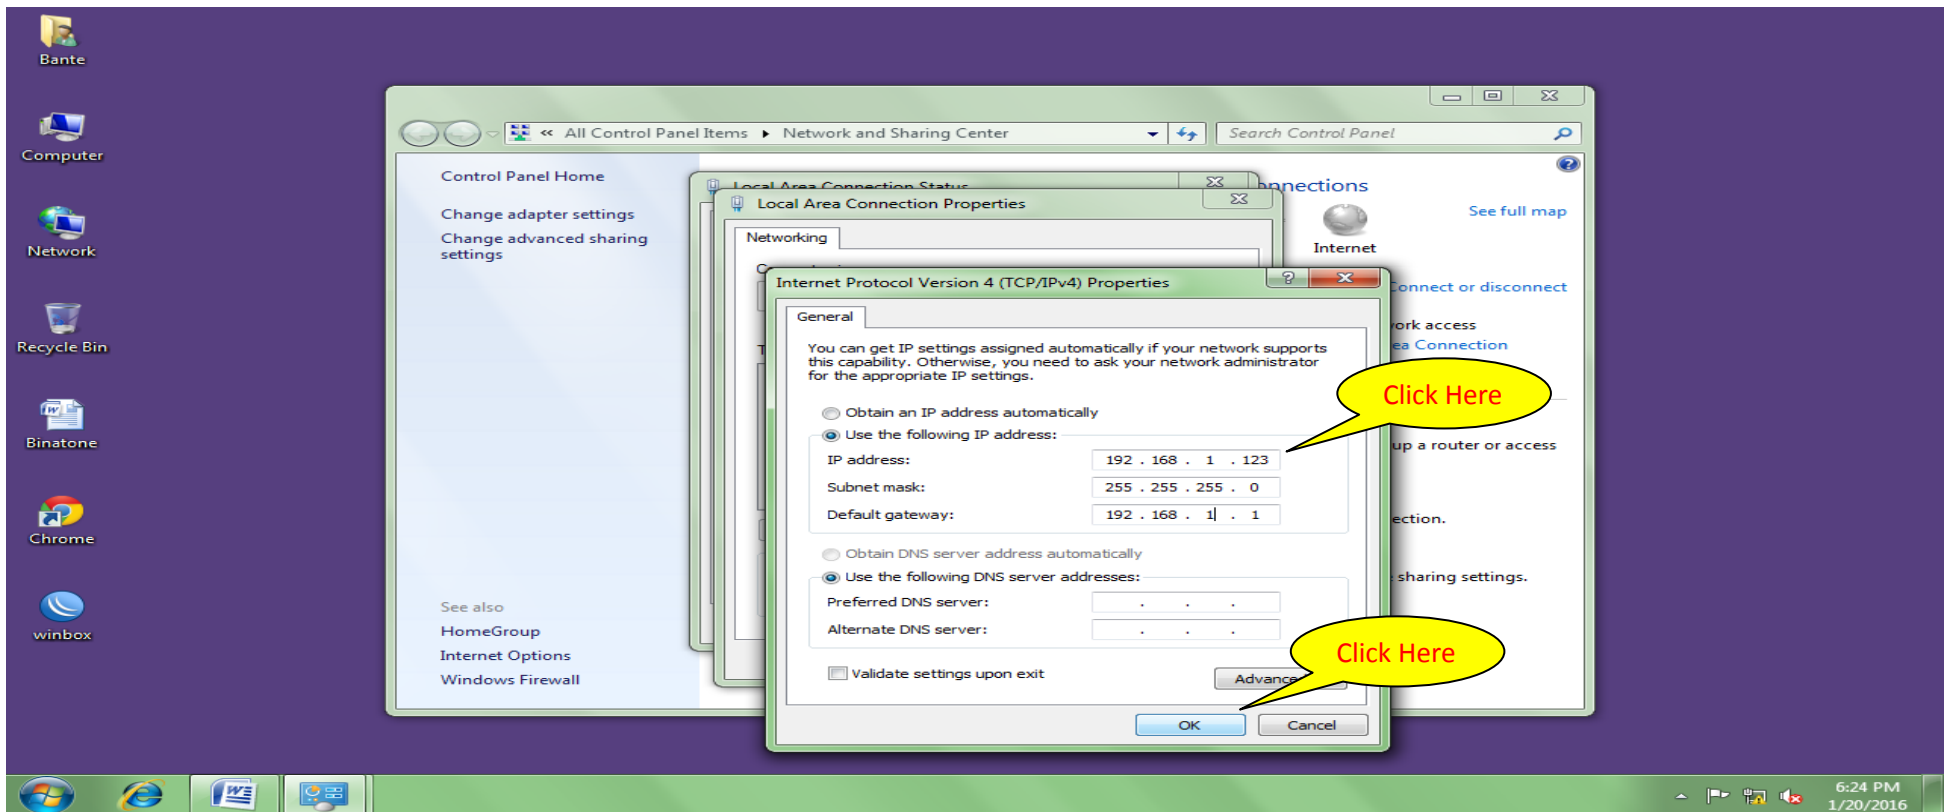 Bante
Computer
Network
Recycle Bin
Binatone
Chrome
winbox
« All Control Panel Items ▸ Network and Sharing Center
Search Control Panel
Control Panel Home
Change adapter settings
Change advanced sharing
settings
See also
HomeGroup
Internet Options
Windows Firewall
Local Area Connection Status
Local Area Connection Properties
Networking
See full map
Internet
Connect or disconnect
access
Connection
up a router or access
sharing settings.
Internet Protocol Version 4 (TCP/IPv4) Properties
General
You can get IP settings assigned automatically if your network supports
this capability. Otherwise, you need to ask your network administrator
for the appropriate IP settings.
Obtain an IP address automatically
Use the following IP address:
IP address: 192 . 168 . 1 . 123
Subnet mask: 255 . 255 . 255 . 0
Default gateway: 192 . 168 . 1 . 1
Obtain DNS server address automatically
Use the following DNS server addresses:
Preferred DNS server: . . .
Alternate DNS server: . . .
Validate settings upon exit
OK
Cancel
Click Here
Click Here
6:24 PM
1/20/2016